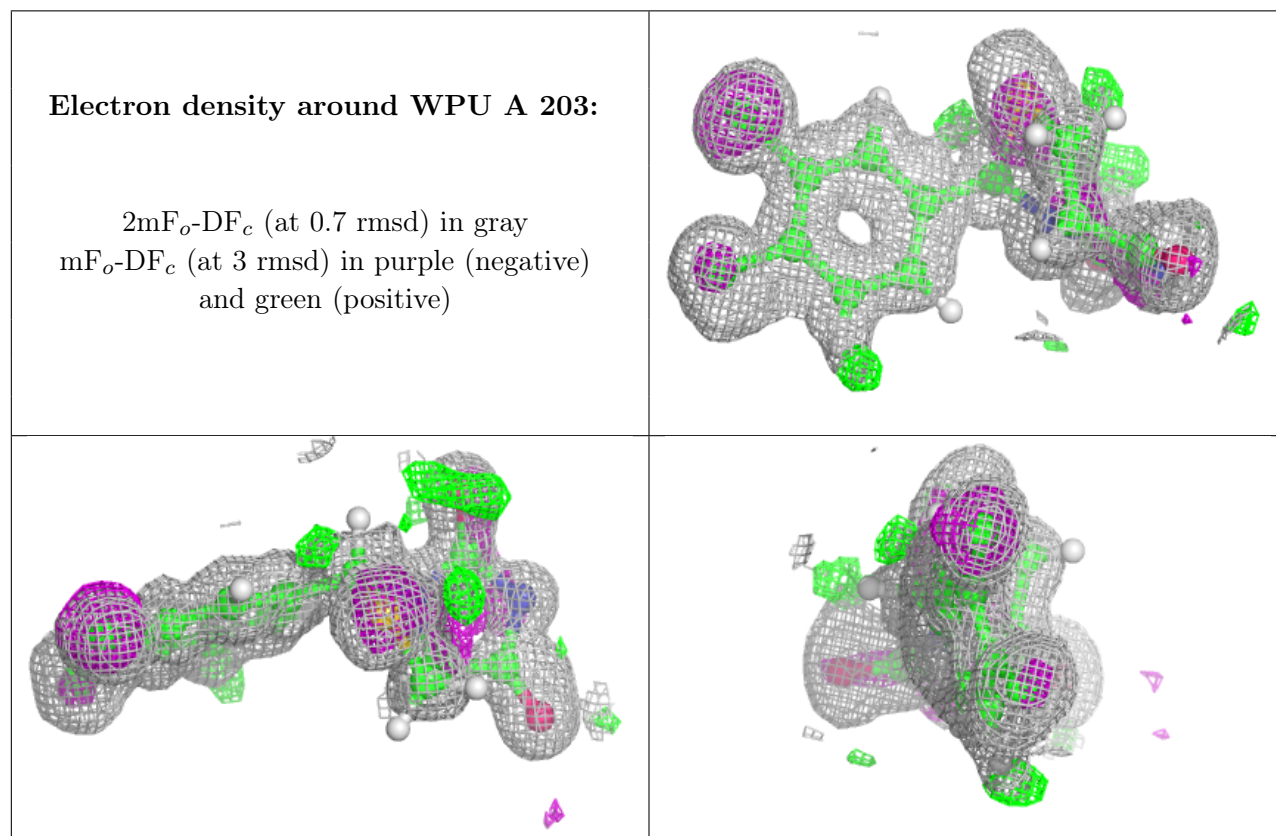 Electron density around WPU A 203:
2mFo-DFc (at 0.7 rmsd) in gray
mFo-DFc (at 3 rmsd) in purple (negative)
and green (positive)